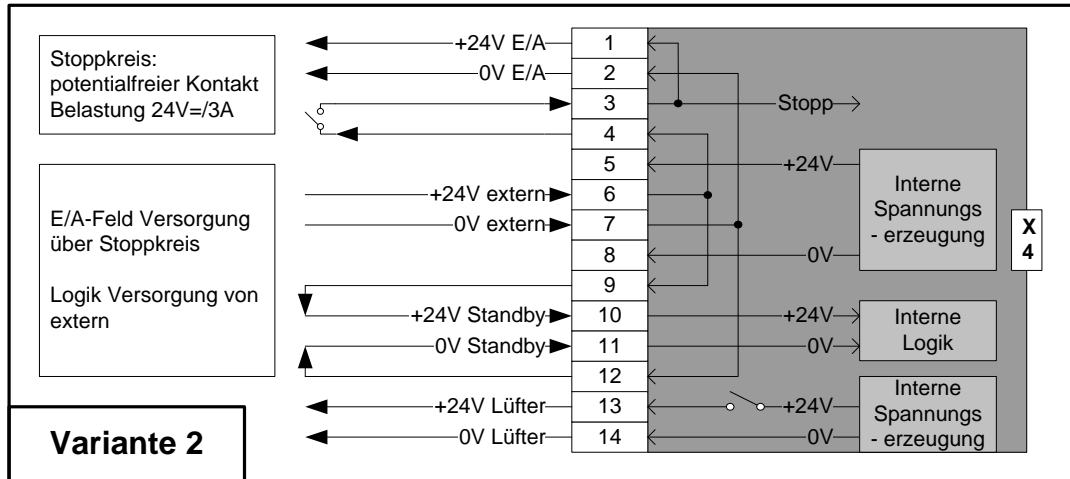 Stoppkreis:
potentialfreier Kontakt
Belastung 24V=/3A
E/A-Feld Versorgung
über Stoppkreis
Logik Versorgung von
extern
Variante 2
+24V E/A
0V E/A
+24V extern
0V extern
+24V Standby
0V Standby
+24V Lüfter
0V Lüfter
1
2
3
4
5
6
7
8
9
10
11
12
13
14
Stopp
+24V
0V
+24V
0V
+24V
0V
Interne
Spannungs
- erzeugung
Interne
Logik
Interne
Spannungs
- erzeugung
X
4